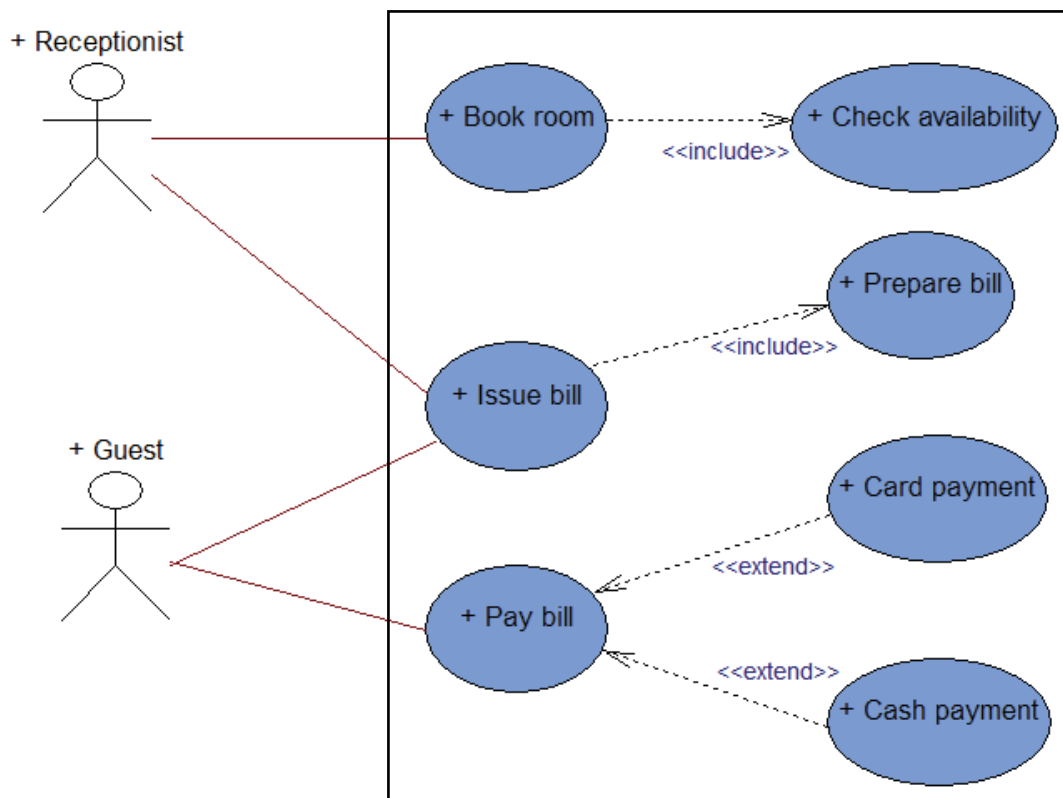 + Receptionist
+ Book room
+ Check availability
<<include>>
+ Prepare bill
<<include>>
+ Issue bill
+ Guest
+ Card payment
<<extend>>
+ Pay bill
<<extend>>
+ Cash payment